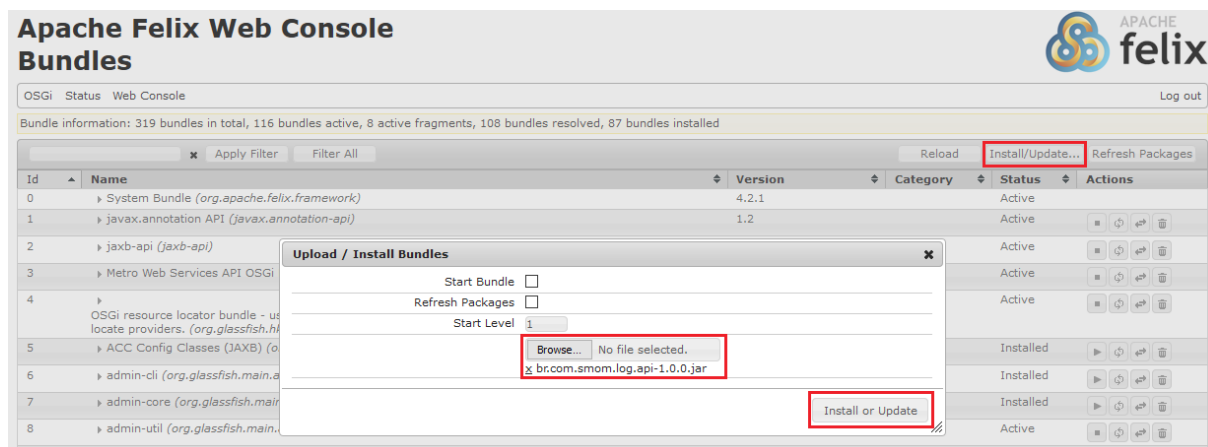 Apache Felix Web Console
Bundles
APACHE
felix
OSGi Status Web Console Log out
Bundle information: 319 bundles in total, 116 bundles active, 8 active fragments, 108 bundles resolved, 87 bundles installed
x Apply Filter Filter All Reload Install/Update... Refresh Packages
Id Name Version Category Status Actions
0 System Bundle (org.apache.felix.framework) 4.2.1 Active
1 javax.annotation API (javax.annotation-api) 1.2 Active
2 jaxb-api (jaxb-api) Active
3 Metro Web Services API OSGi Active
4 Active
OSGi resource locator bundle - us
locate providers. (org.glassfish.hk
5 ACC Config Classes (JAXB) (o Installed
6 admin-cli (org.glassfish.main.a Installed
7 admin-core (org.glassfish.main Installed
8 admin-util (org.glassfish.main. Active
Upload / Install Bundles x
Start Bundle
Refresh Packages
Start Level 1
Browse... No file selected.
x br.com.smom.log.api-1.0.0.jar
Install or Update